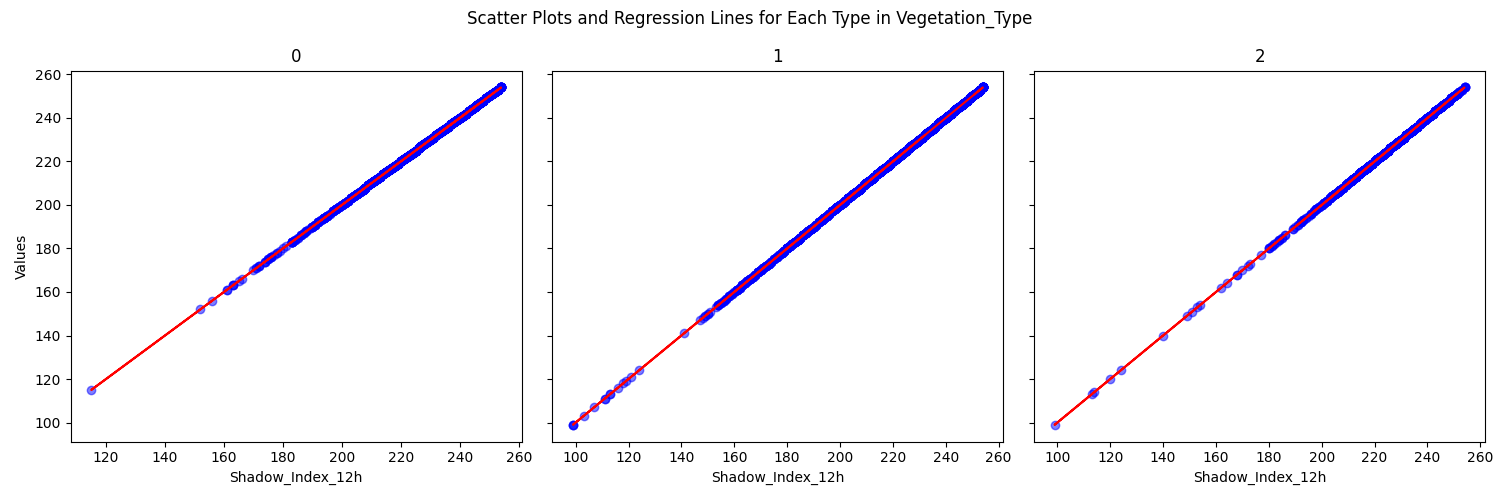 Scatter Plots and Regression Lines for Each Type in Vegetation_Type
0
1
2
Values
260
240
220
200
180
160
140
120
100
120 140 160 180 200 220 240 260
100 120 140 160 180 200 220 240 260
100 120 140 160 180 200 220 240 260
Shadow_Index_12h
Shadow_Index_12h
Shadow_Index_12h